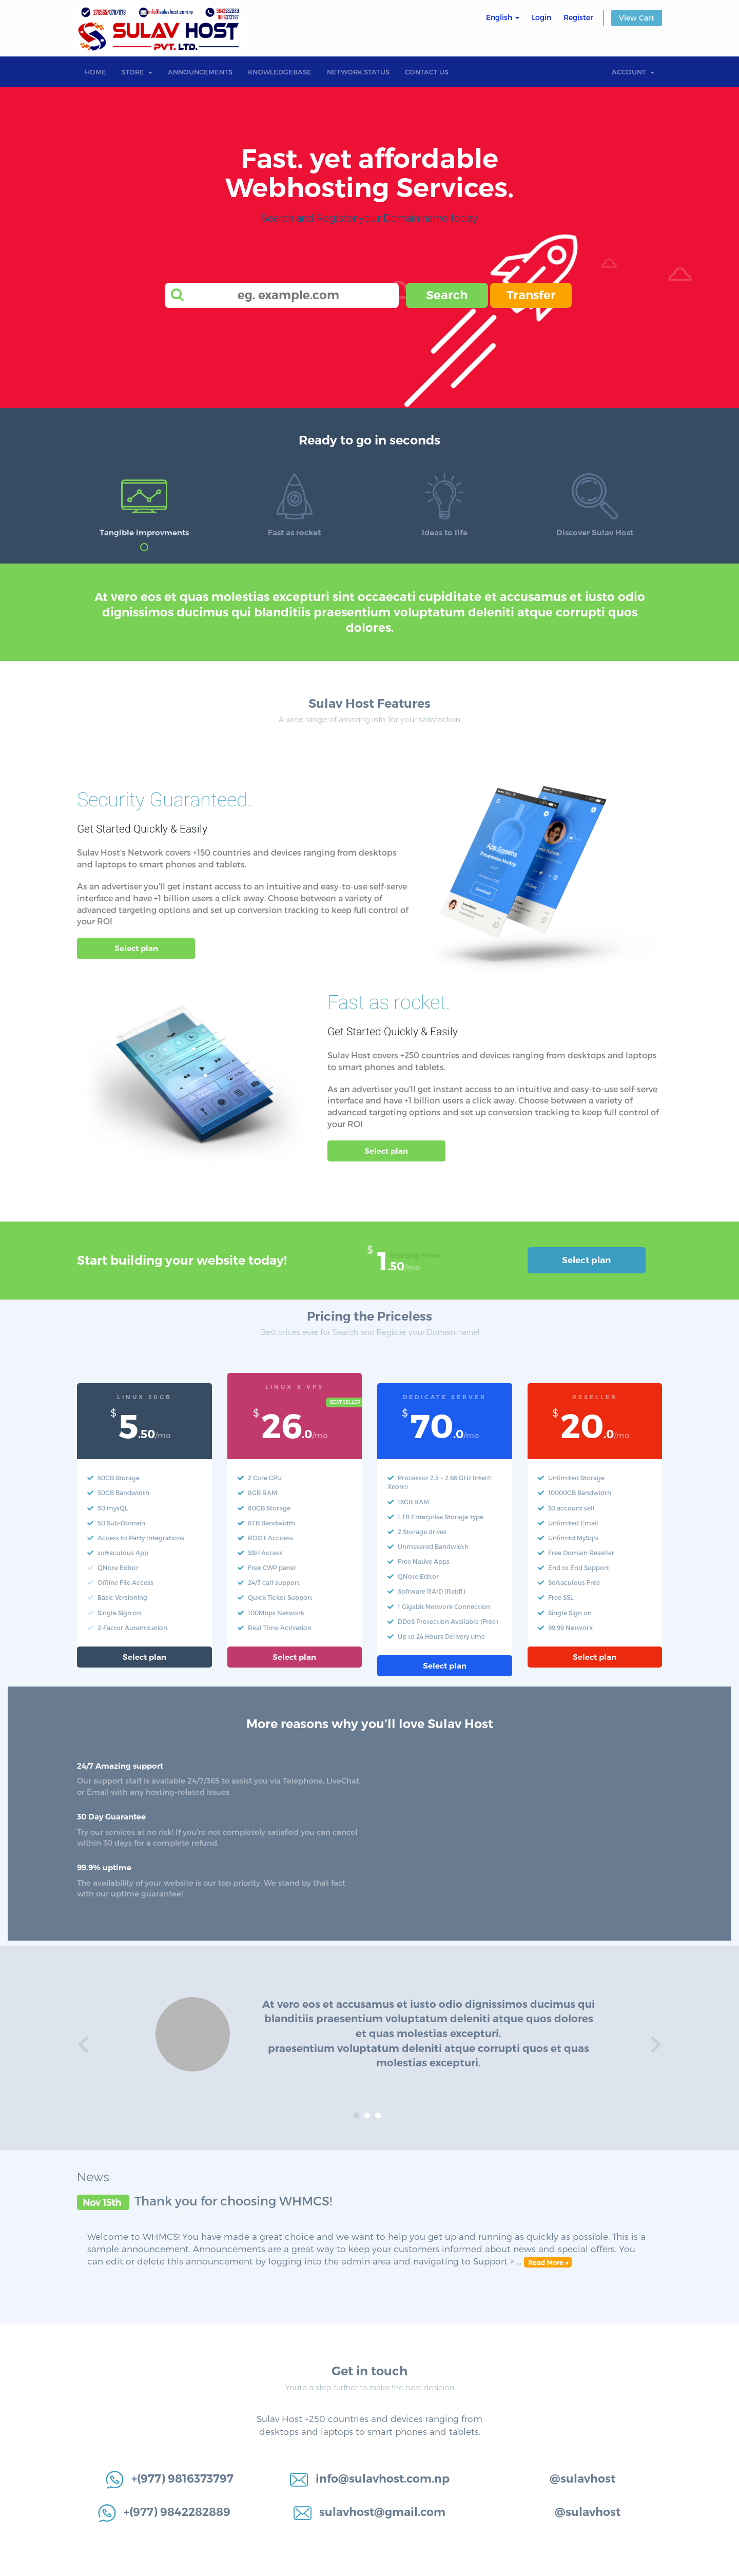 278565/078/079 info@sulavhost.com.np 9842282889
9816373797
SULAV HOST
PVT. LTD.
English Login Register View Cart
HOME STORE ANNOUNCEMENTS KNOWLEDGEBASE NETWORK STATUS CONTACT US ACCOUNT
Fast. yet affordable
Webhosting Services.
Search and Register your Domain name today
eg. example.com Search Transfer
Ready to go in seconds
Tangible improvments Fast as rocket Ideas to life Discover Sulav Host
At vero eos et quas molestias excepturi sint occaecati cupiditate et accusamus et iusto odio
dignissimos ducimus qui blanditiis praesentium voluptatum deleniti atque corrupti quos
dolores.
Sulav Host Features
A wide range of amazing info for your satisfaction
Security Guaranteed.
Get Started Quickly & Easily
Sulav Host's Network covers +150 countries and devices ranging from desktops
and laptops to smart phones and tablets.
As an advertiser you'll get instant access to an intuitive and easy-to-use self-serve
interface and have +1 billion users a click away. Choose between a variety of
advanced targeting options and set up conversion tracking to keep full control of
your ROI
Select plan
App Screens
Presentation Mockup
Download
Fast as rocket.
Get Started Quickly & Easily
Sulav Host covers +250 countries and devices ranging from desktops and laptops
to smart phones and tablets.
As an advertiser you'll get instant access to an intuitive and easy-to-use self-serve
interface and have +1 billion users a click away. Choose between a variety of
advanced targeting options and set up conversion tracking to keep full control of
your ROI
Select plan
Start building your website today!
Starting From
$ 1.50/mo
Select plan
Pricing the Priceless
Best prices ever for Search and Register your Domain name!
LINUX 50GB
$ 5.50/mo
50GB Storage
50GB Bandwidth
50 mysQL
50 Sub-Domain
Access to Party Integrations
softaculous App
QNote Editor
Offline File Access
Basic Versioning
Single Sign on
2-Factor Autentication
Select plan
LINUX-8 VPS
BEST SELLER
$ 26.0/mo
2 Core CPU
8GB RAM
80GB Storage
8TB Bandwidth
ROOT Acccess
SSH Access
Free CWP panel
24/7 call support
Quick Ticket Support
100Mbps Network
Real Time Activation
Select plan
DEDICATE SERVER
$ 70.0/mo
Processor 2.5 – 2.66 GHz Intel®
Xeon®
16GB RAM
1 TB Enterprise Storage type
2 Storage drives
Unmetered Bandwidth
Free Native Apps
QNote Editor
Software RAID (Raid1)
1 Gigabit Network Connection
DDoS Protection Available (Free)
Up to 24 Hours Delivery time
Select plan
RESELLER
$ 20.0/mo
Unlimited Storage
10000GB Bandwidth
30 account sell
Unlimited Email
Unlimitd MySqls
Free Domain Reseller
End to End Support
Softaculous Free
Free SSL
Single Sign on
99.99 Network
Select plan
More reasons why you'll love Sulav Host
24/7 Amazing support
Our support staff is available 24/7/365 to assist you via Telephone, LiveChat,
or Email with any hosting-related issues
30 Day Guarantee
Try our services at no risk! If you're not completely satisfied you can cancel
within 30 days for a complete refund.
99.9% uptime
The availability of your website is our top priority. We stand by that fact
with our uptime guarantee!
At vero eos et accusamus et iusto odio dignissimos ducimus qui
blanditiis praesentium voluptatum deleniti atque quos dolores
et quas molestias excepturi.
praesentium voluptatum deleniti atque corrupti quos et quas
molestias excepturi.
News
Nov 15th Thank you for choosing WHMCS!
Welcome to WHMCS! You have made a great choice and we want to help you get up and running as quickly as possible. This is a
sample announcement. Announcements are a great way to keep your customers informed about news and special offers. You
can edit or delete this announcement by logging into the admin area and navigating to Support > ... Read More »
Get in touch
Youre a step further to make the best desicion
Sulav Host +250 countries and devices ranging from
desktops and laptops to smart phones and tablets.
+(977) 9816373797 info@sulavhost.com.np @sulavhost
+(977) 9842282889 sulavhost@gmail.com @sulavhost